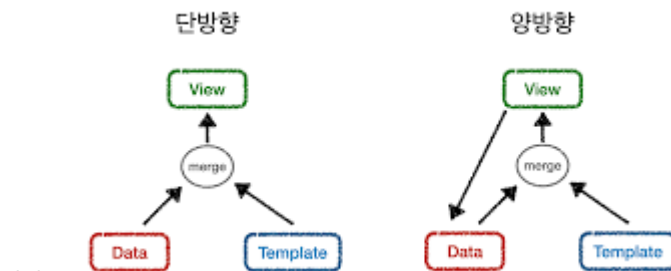 단방향
양방향
View
View
merge
merge
Data
Template
Data
Template